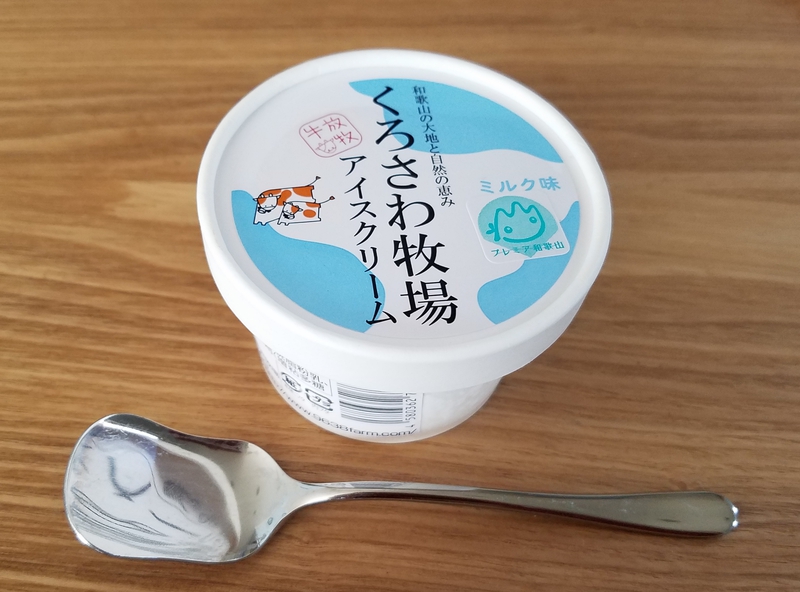 和歌山の大地と自然の恵み
くろさわ牧場
アイスクリーム
放牧
牛
ミルク味
プレミア和歌山
9638farm.com/